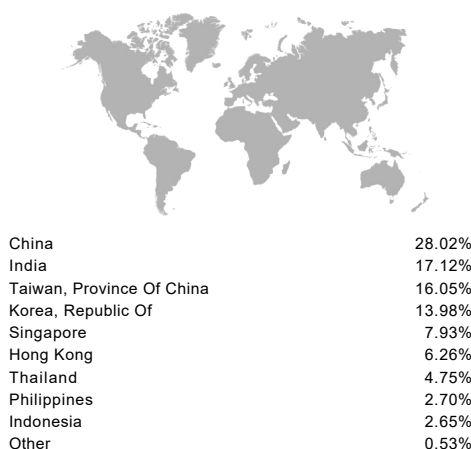 China 28.02%
India 17.12%
Taiwan, Province Of China 16.05%
Korea, Republic Of 13.98%
Singapore 7.93%
Hong Kong 6.26%
Thailand 4.75%
Philippines 2.70%
Indonesia 2.65%
Other 0.53%